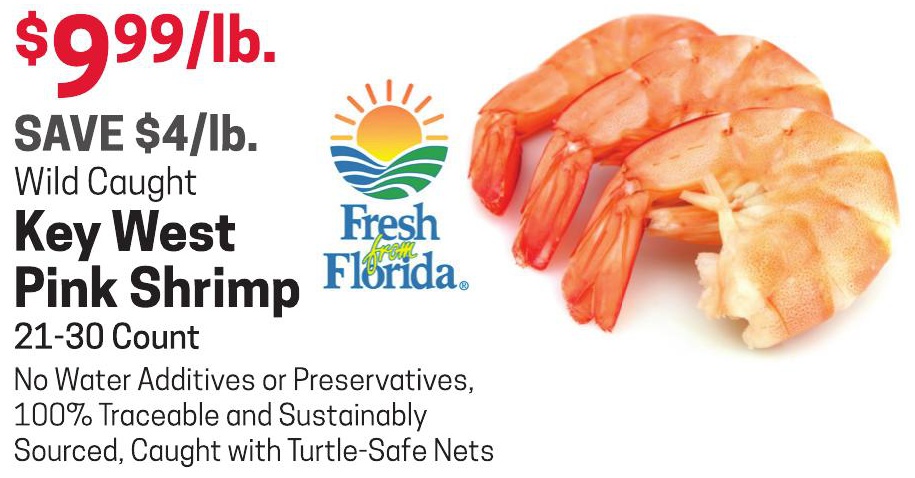 $9.99/lb.
SAVE $4/lb.
Wild Caught
Key West
Pink Shrimp
21-30 Count
No Water Additives or Preservatives,
100% Traceable and Sustainably
Sourced, Caught with Turtle-Safe Nets
Fresh
from
Florida®